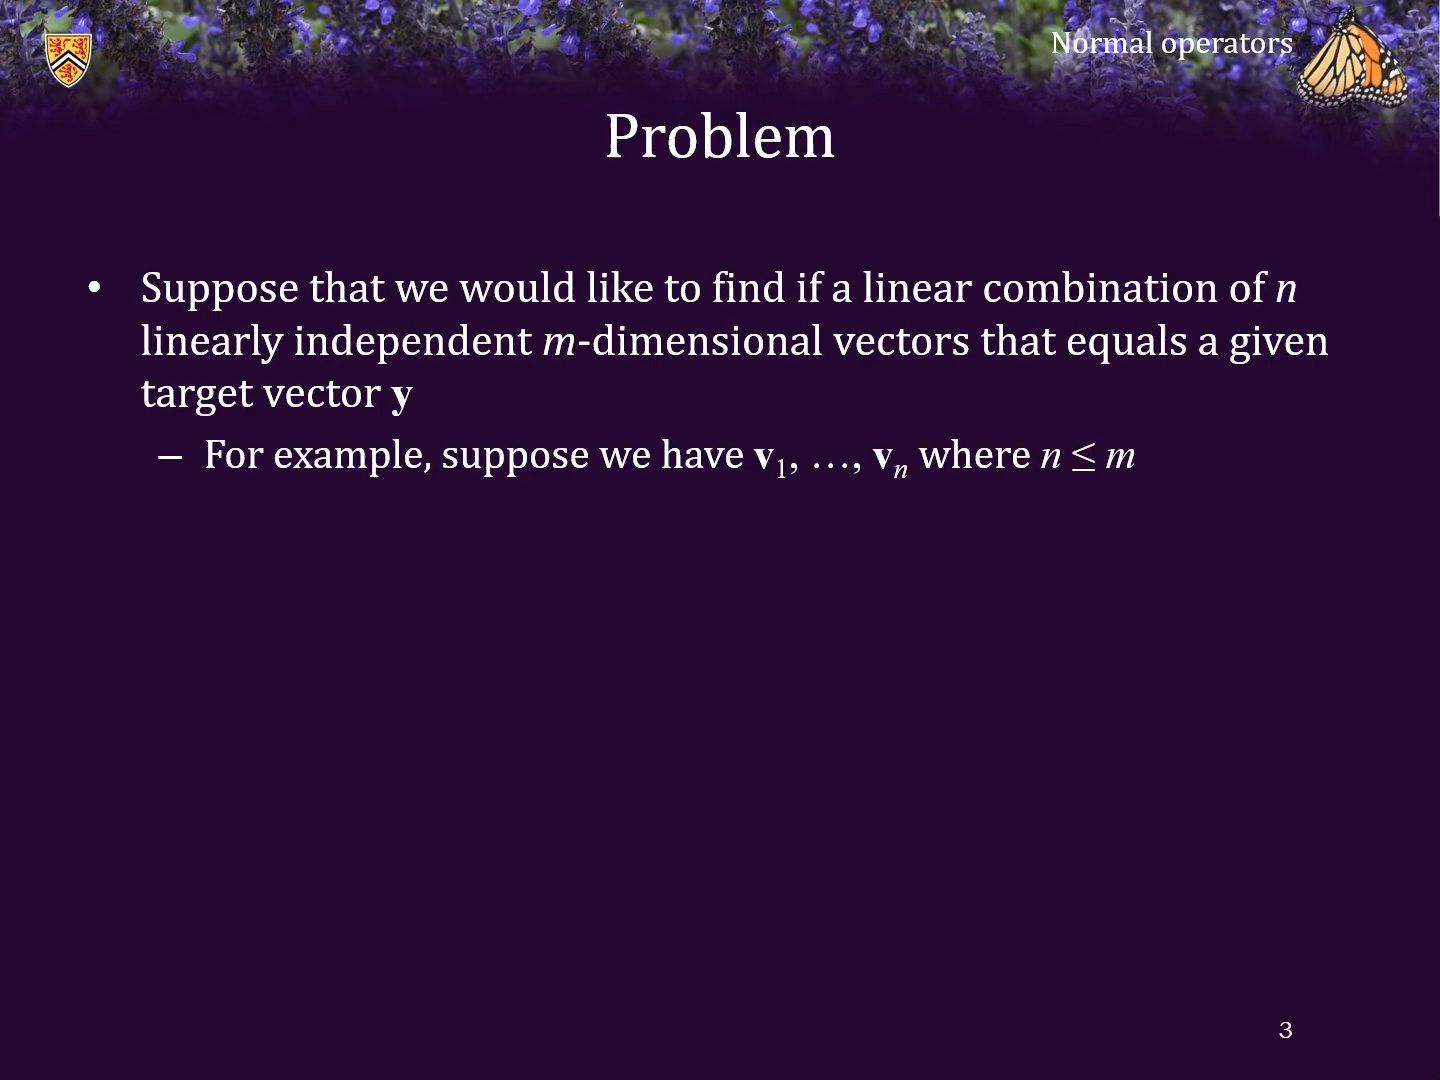 Normal operators
Problem
• Suppose that we would like to find if a linear combination of n
linearly independent m-dimensional vectors that equals a given
target vector y
– For example, suppose we have v₁, …, vₙ where n ≤ m
3